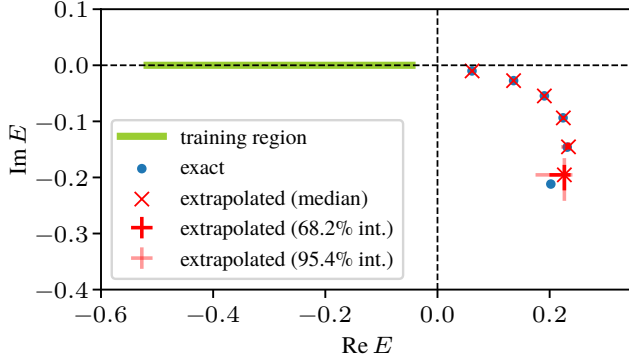 0.1
0.0
−0.1
−0.2
−0.3
−0.4
Im E
training region
exact
extrapolated (median)
extrapolated (68.2% int.)
extrapolated (95.4% int.)
−0.6 −0.4 −0.2 0.0 0.2
Re E